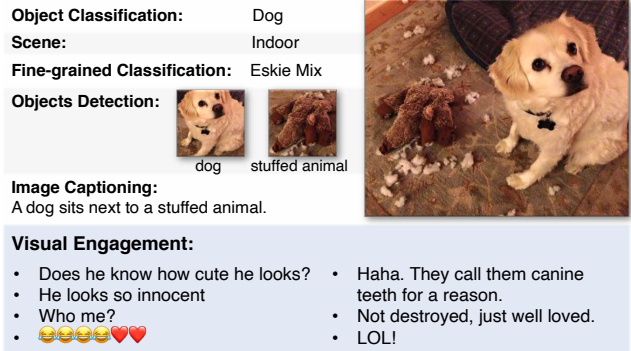 Object Classification: Dog
Scene: Indoor
Fine-grained Classification: Eskie Mix
Objects Detection:
dog stuffed animal
Image Captioning:
A dog sits next to a stuffed animal.
Visual Engagement:
• Does he know how cute he looks?
• He looks so innocent
• Who me?
• 😂😂😂😂❤️❤️
• Haha. They call them canine
teeth for a reason.
• Not destroyed, just well loved.
• LOL!